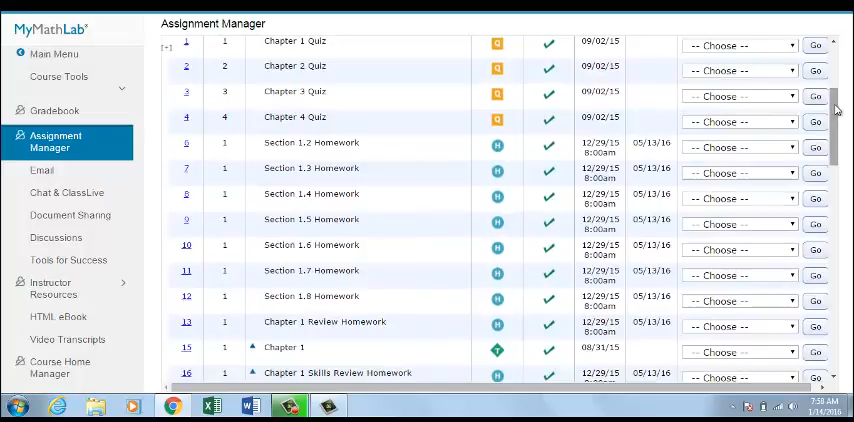 MyMathLab®
Main Menu
Course Tools
Gradebook
Assignment
Manager
Email
Chat & ClassLive
Document Sharing
Discussions
Tools for Success
Instructor
Resources
HTML eBook
Video Transcripts
Course Home
Manager
Assignment Manager
[+] 1 1 Chapter 1 Quiz Q 09/02/15 -- Choose -- Go
2 2 Chapter 2 Quiz Q 09/02/15 -- Choose -- Go
3 3 Chapter 3 Quiz Q 09/02/15 -- Choose -- Go
4 4 Chapter 4 Quiz Q 09/02/15 -- Choose -- Go
6 1 Section 1.2 Homework H 12/29/15 05/13/16 -- Choose -- Go
8:00am
7 1 Section 1.3 Homework H 12/29/15 05/13/16 -- Choose -- Go
8:00am
8 1 Section 1.4 Homework H 12/29/15 05/13/16 -- Choose -- Go
8:00am
9 1 Section 1.5 Homework H 12/29/15 05/13/16 -- Choose -- Go
8:00am
10 1 Section 1.6 Homework H 12/29/15 05/13/16 -- Choose -- Go
8:00am
11 1 Section 1.7 Homework H 12/29/15 05/13/16 -- Choose -- Go
8:00am
12 1 Section 1.8 Homework H 12/29/15 05/13/16 -- Choose -- Go
8:00am
13 1 Chapter 1 Review Homework H 12/29/15 05/13/16 -- Choose -- Go
8:00am
15 1 Chapter 1 T 08/31/15 -- Choose -- Go
16 1 Chapter 1 Skills Review Homework H 12/29/15 05/13/16 -- Choose -- Go
8:00am
7:58 AM
1/14/2016